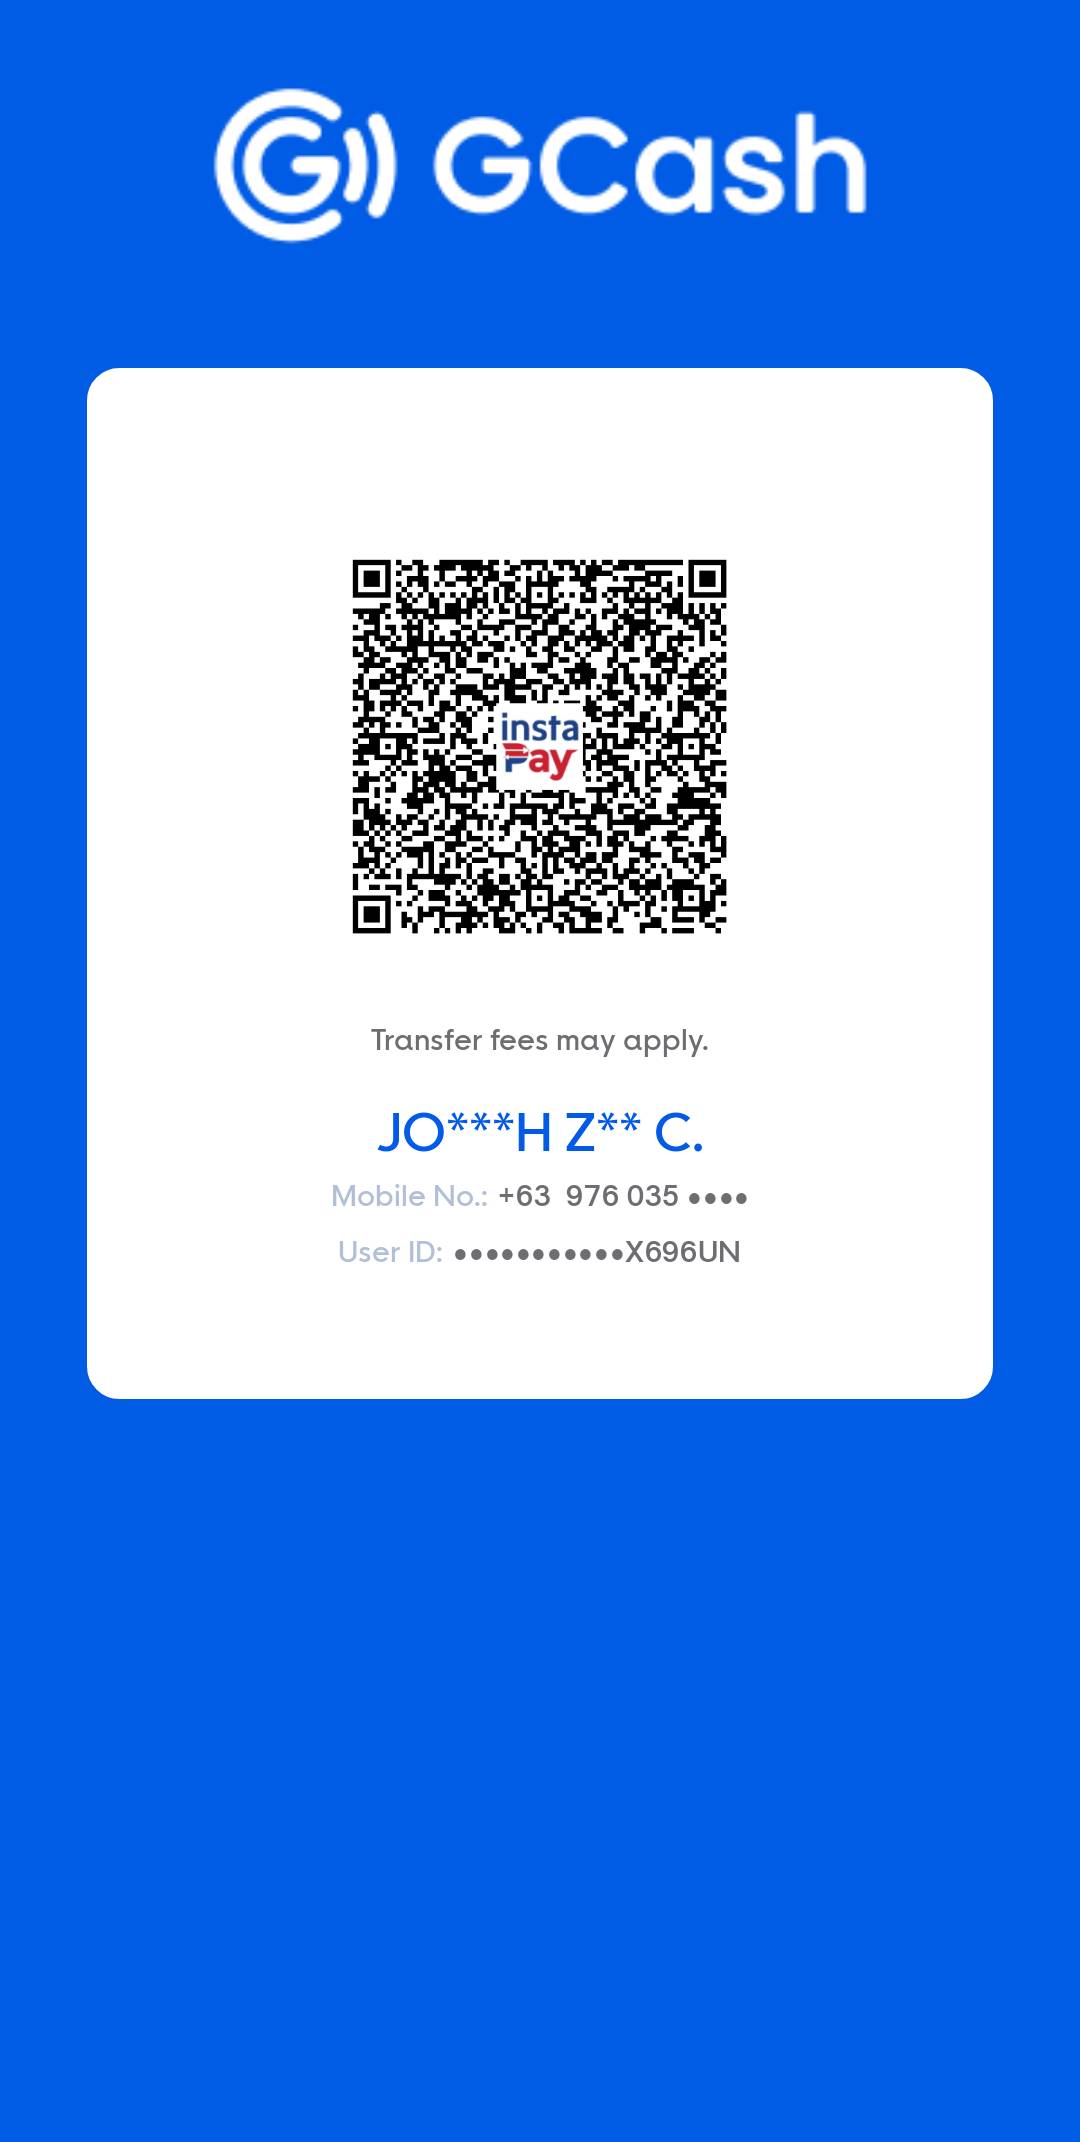 GCash
insta
Pay
Transfer fees may apply.
JO***H Z** C.
Mobile No.: +63 976 035 ••••
User ID: •••••••••••X696UN